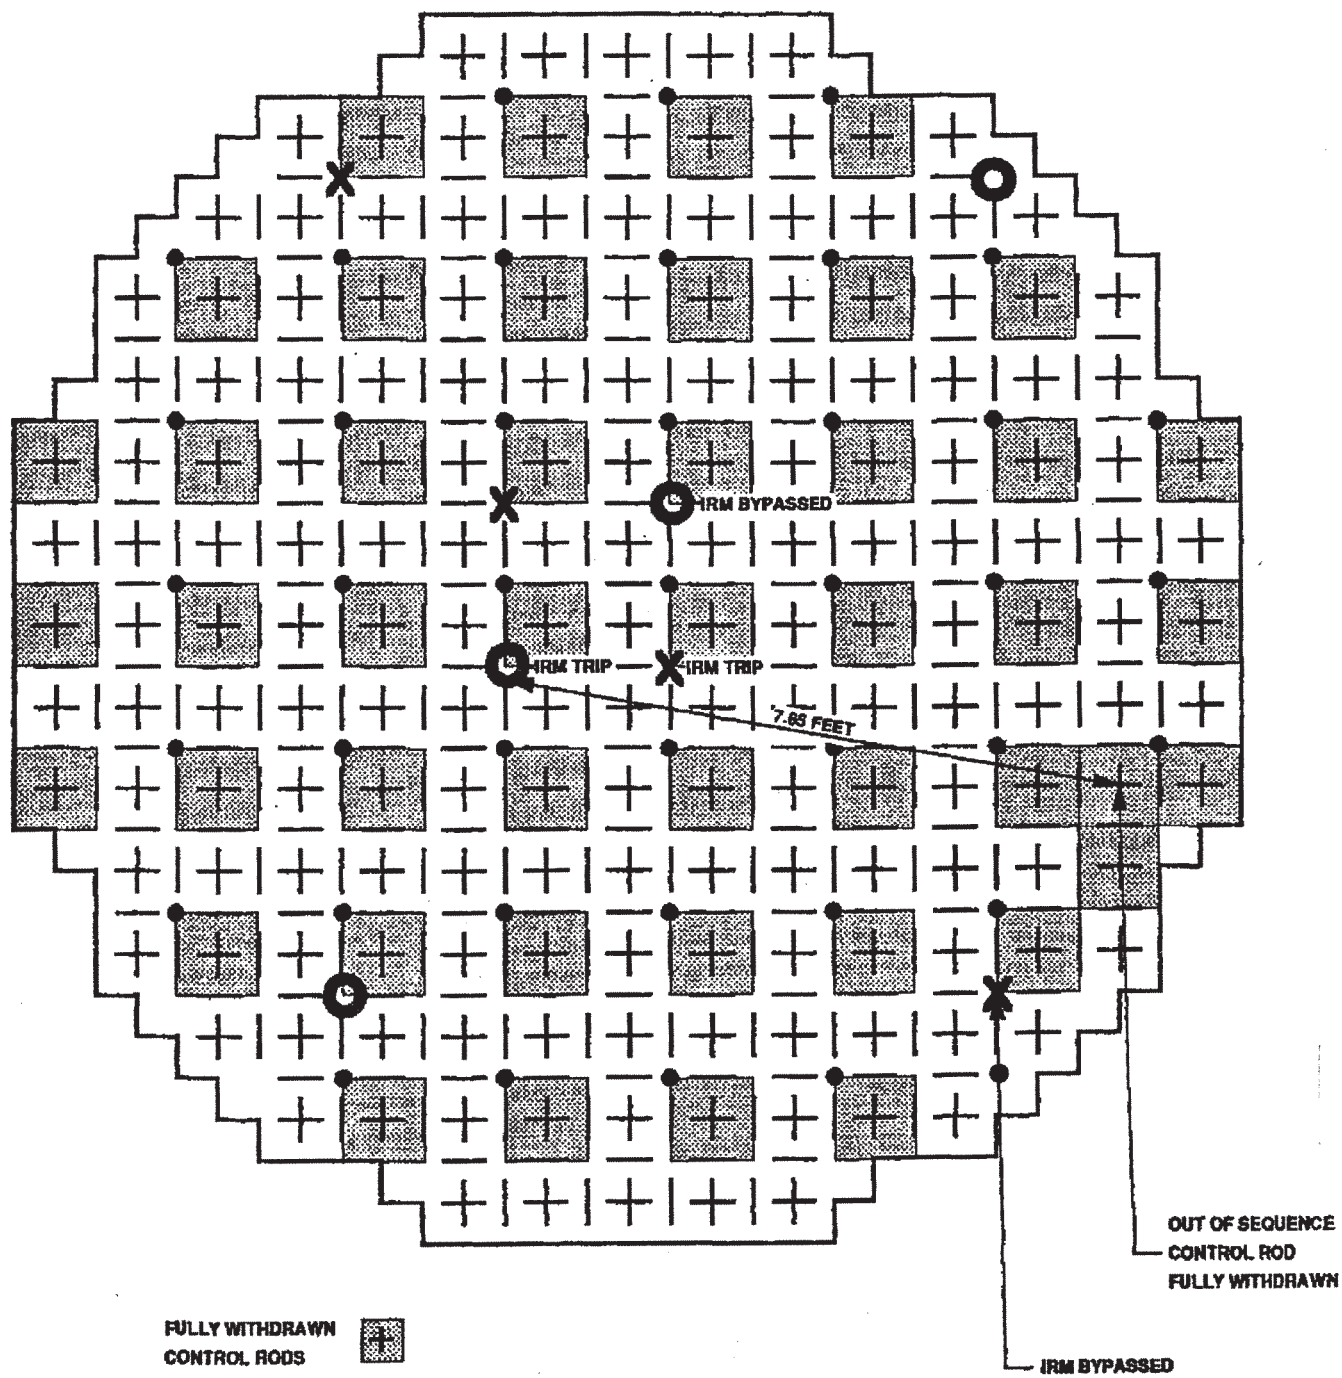 IRM BYPASSED
IRM TRIP
IRM TRIP
7.65 FEET
OUT OF SEQUENCE
CONTROL ROD
FULLY WITHDRAWN
FULLY WITHDRAWN
CONTROL RODS
IRM BYPASSED